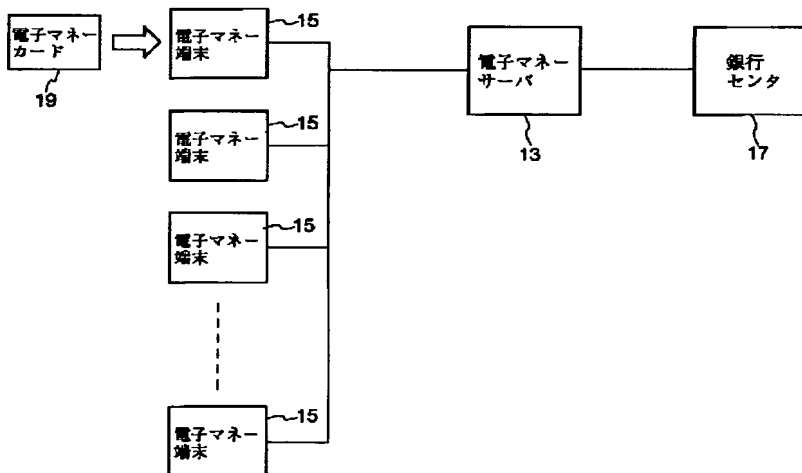 電子マネー
カード
19
15
電子マネー
端末
15
電子マネー
端末
15
電子マネー
端末
15
電子マネー
端末
電子マネー
サーバ
13
銀行
センタ
17